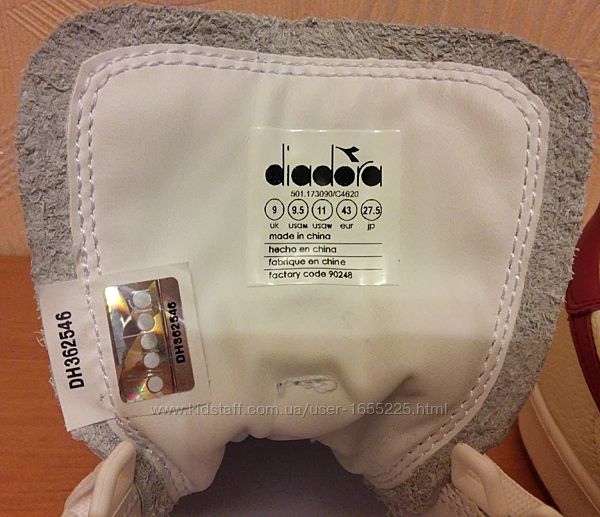 diadora
501.173090/C4620
9 9.5 11 43 27.5
uk usaм usaw eur jp
made in china
hecho en china
fabrique en chine
factory code 90248
DH362546
DH362546
www.kidstaff.com.ua/user-1655225.html